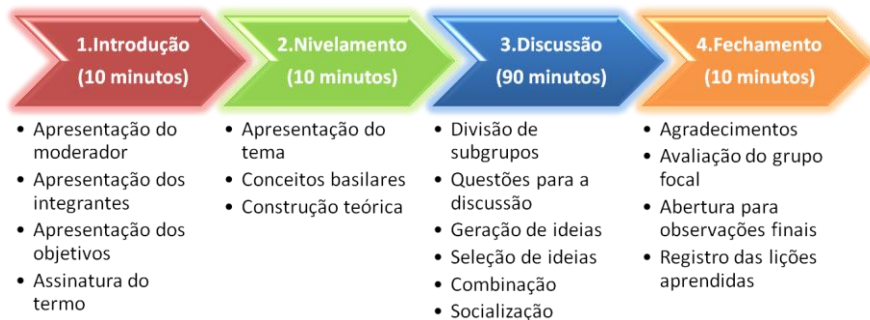 1.Introdução
(10 minutos)
• Apresentação do
moderador
• Apresentação dos
integrantes
• Apresentação dos
objetivos
• Assinatura do
termo
2.Nivelamento
(10 minutos)
• Apresentação do
tema
• Conceitos basilares
• Construção teórica
3.Discussão
(90 minutos)
• Divisão de
subgrupos
• Questões para a
discussão
• Geração de ideias
• Seleção de ideias
• Combinação
• Socialização
4.Fechamento
(10 minutos)
• Agradecimentos
• Avaliação do grupo
focal
• Abertura para
observações finais
• Registro das lições
aprendidas